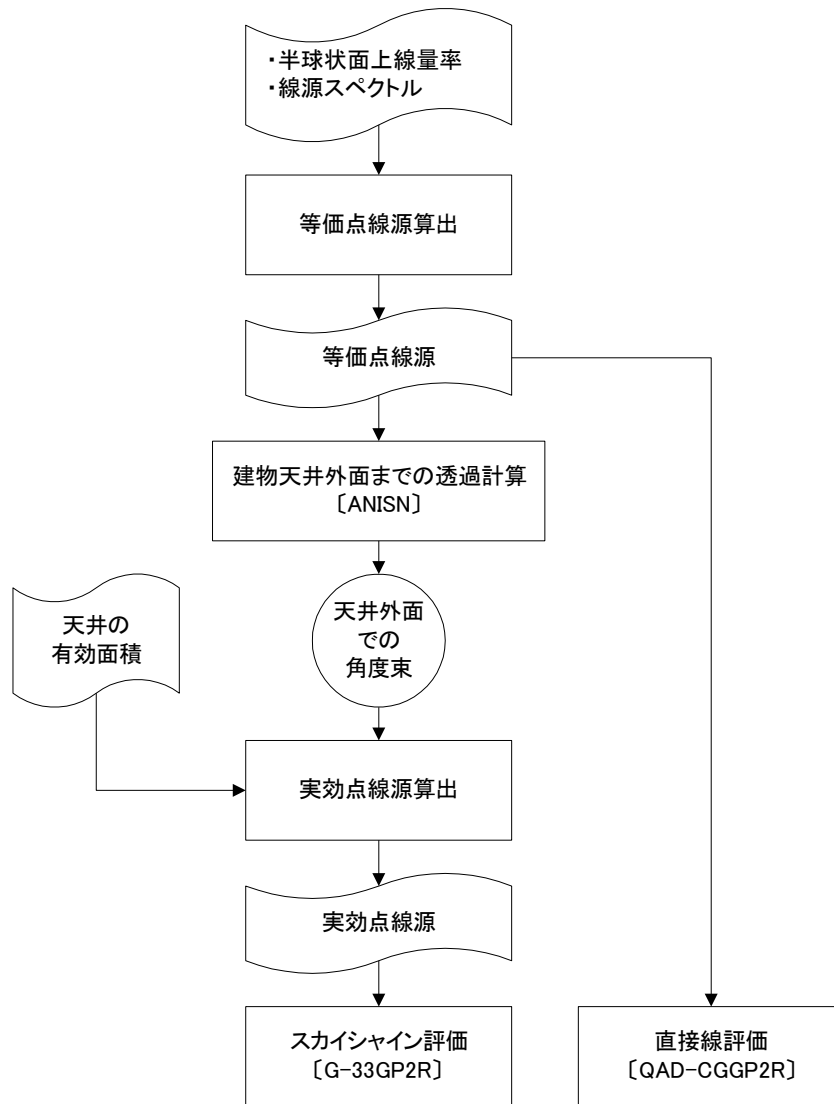 ・半球状面上線量率
・線源スペクトル
等価点線源算出
等価点線源
建物天井外面までの透過計算
〔ANISN〕
天井外面
での
角度束
天井の
有効面積
実効点線源算出
実効点線源
スカイシャイン評価
〔G-33GP2R〕
直接線評価
〔QAD-CGGP2R〕